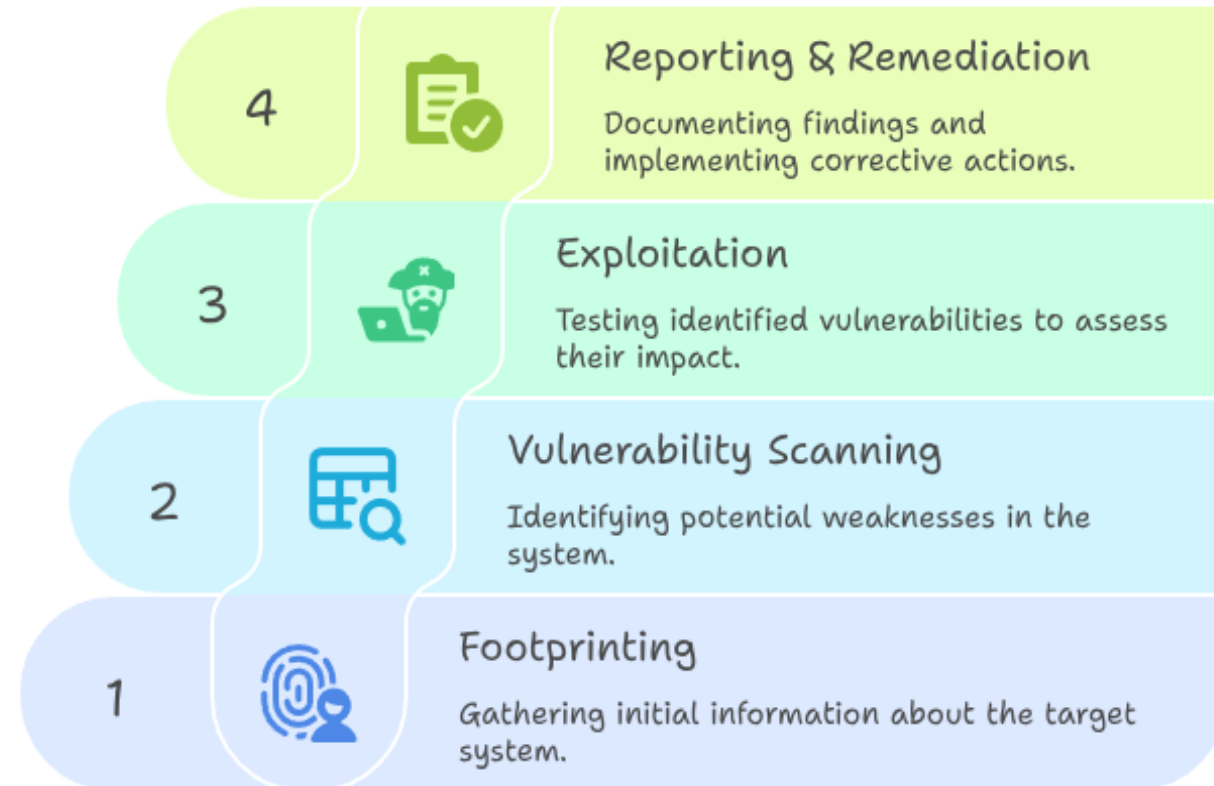 4
Reporting & Remediation
Documenting findings and
implementing corrective actions.
3
Exploitation
Testing identified vulnerabilities to assess
their impact.
2
Vulnerability Scanning
Identifying potential weaknesses in the
system.
1
Footprinting
Gathering initial information about the target
system.